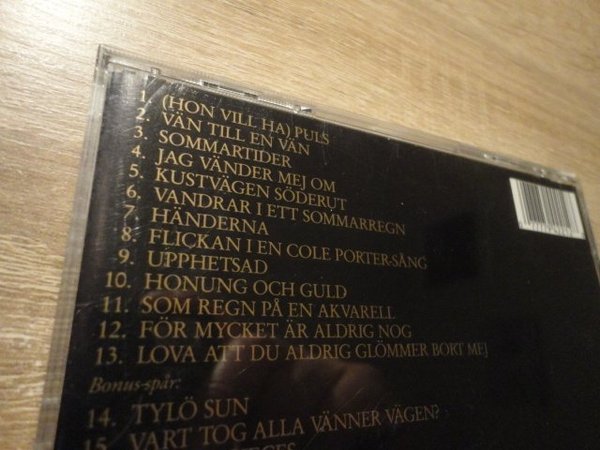 1. (HON VILL HA) PULS
2. VÄN TILL EN VÄN
3. SOMMARTIDER
4. JAG VÄNDER MEJ OM
5. KUSTVÄGEN SÖDERUT
6. VANDRAR I ETT SOMMARREGN
7. HÄNDERNA
8. FLICKAN I EN COLE PORTER-SÅNG
9. UPPHETSAD
10. HONUNG OCH GULD
11. SOM REGN PÅ EN AKVARELL
12. FÖR MYCKET ÄR ALDRIG NOG
13. LOVA ATT DU ALDRIG GLÖMMER BORT MEJ
Bonus-spår:
14. TYLÖ SUN
15. VART TOG ALLA VÄNNER VÄGEN?